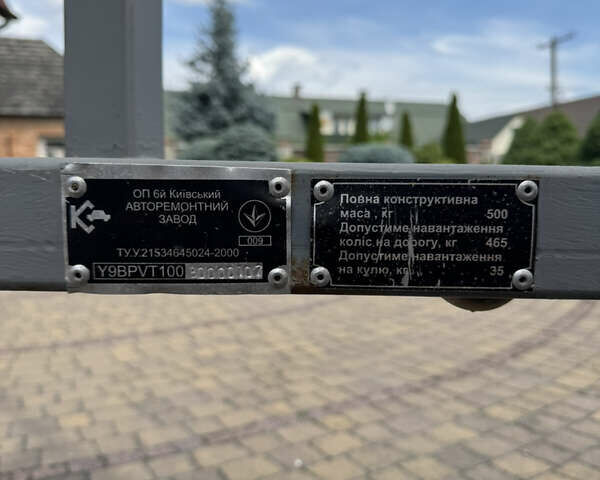 ОП 6й Київський
АВТОРЕМОНТНИЙ
ЗАВОД
009
ТУ.У.21534645024-2000
Y9BPVT100
Повна конструктивна
маса , кг 500
Допустиме навантаження
коліс на дорогу, кг 465
Допустиме навантаження
на кулю, кг 35